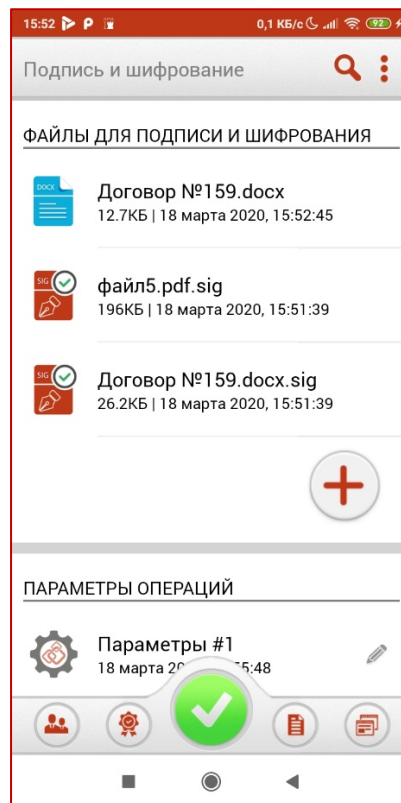 15:52 0,1 КБ/с 92
Подпись и шифрование
ФАЙЛЫ ДЛЯ ПОДПИСИ И ШИФРОВАНИЯ
DOCX
Договор №159.docx
12.7КБ | 18 марта 2020, 15:52:45
SIG
файл5.pdf.sig
196КБ | 18 марта 2020, 15:51:39
SIG
Договор №159.docx.sig
26.2КБ | 18 марта 2020, 15:51:39
ПАРАМЕТРЫ ОПЕРАЦИЙ
Параметры #1
18 марта 5:48